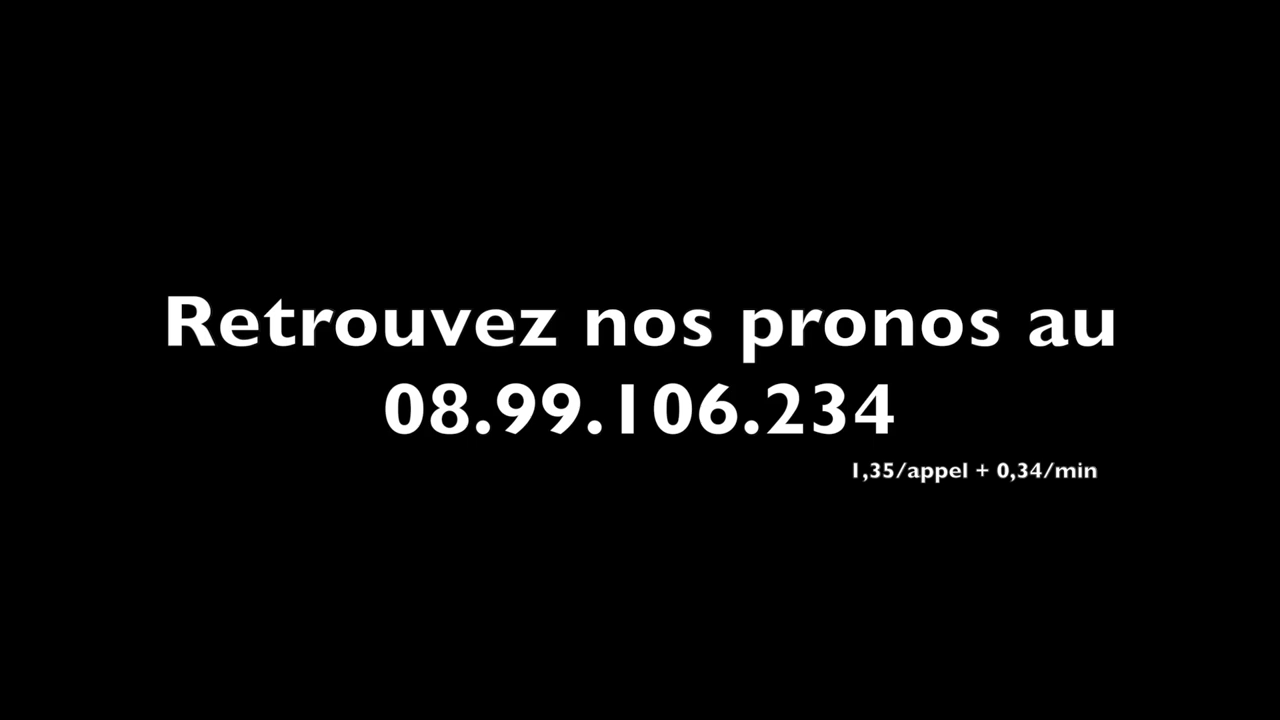 Retrouvez nos pronos au
08.99.106.234
1,35/appel + 0,34/min